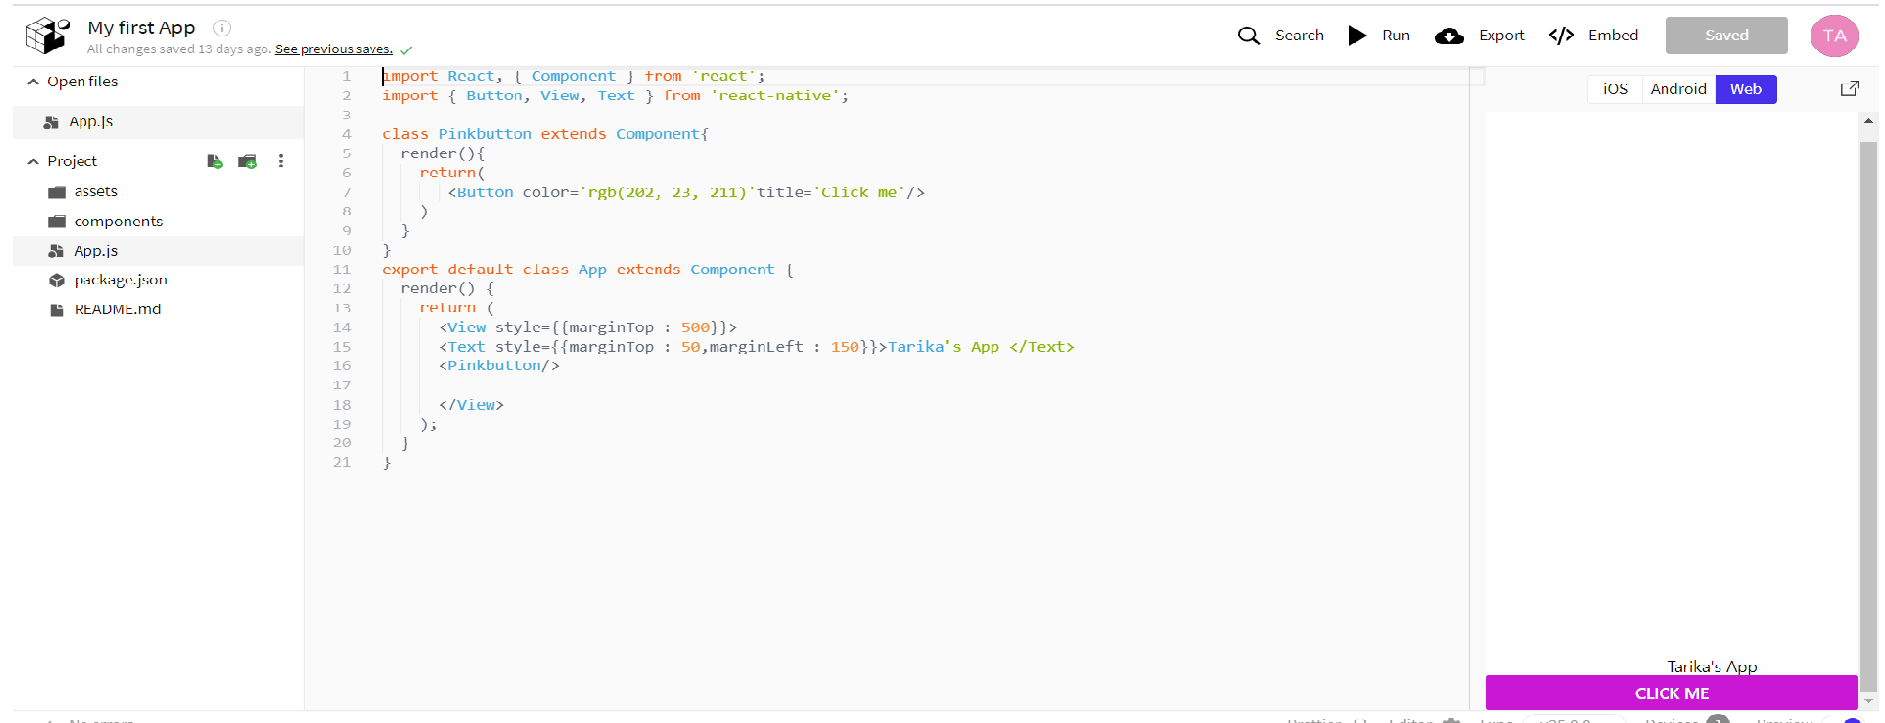 My first App
All changes saved 13 days ago. See previous saves.
Search Run Export Embed Saved TA
Open files
App.js
Project
assets
components
App.js
package.json
README.md
1 import React, { Component } from 'react';
2 import { Button, View, Text } from 'react-native';
3
4 class Pinkbutton extends Component{
5 render(){
6 return(
7 <Button color='rgb(202, 23, 211)'title='Click me'/>
8 )
9 }
10 }
11 export default class App extends Component {
12 render() {
13 return (
14 <View style={{marginTop : 500}}>
15 <Text style={{marginTop : 50,marginLeft : 150}}>Tarika's App </Text>
16 <Pinkbutton/>
17
18 </View>
19 );
20 }
21 }
iOS Android Web
Tarika's App
CLICK ME
No errors Prettier Editor Expo Devices Preview